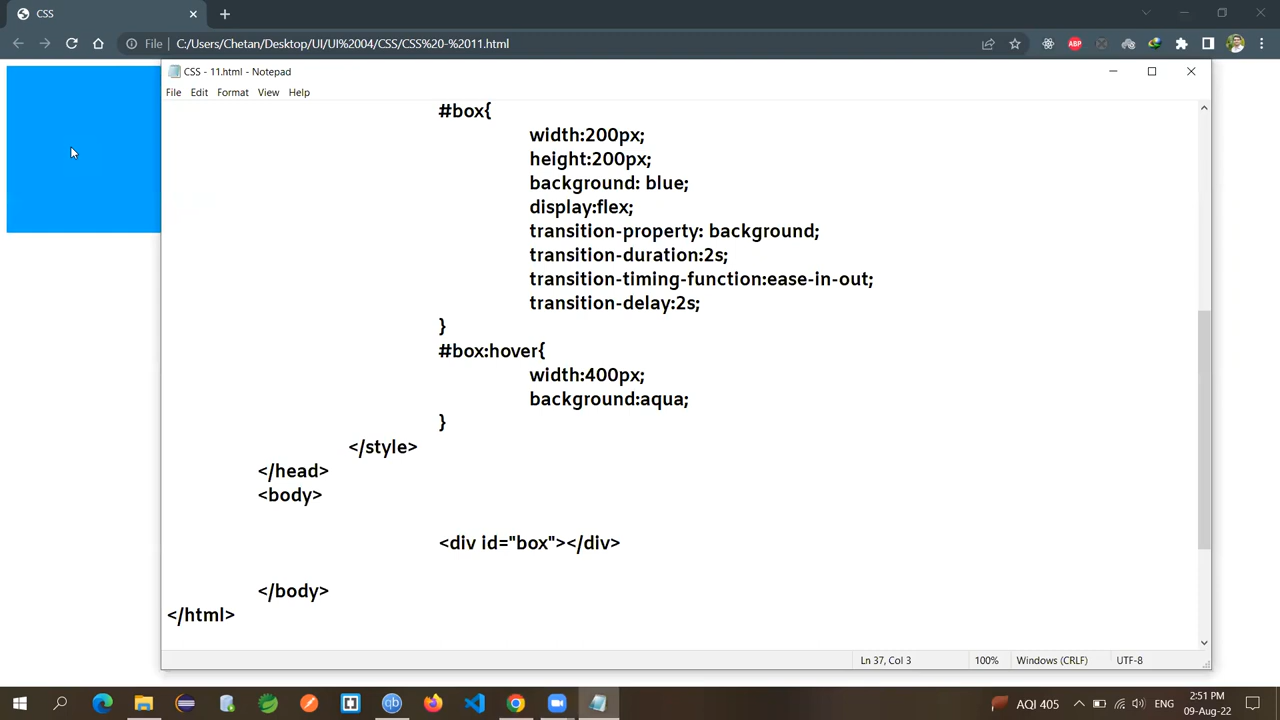 CSS
File
C:/Users/Chetan/Desktop/UI/UI%2004/CSS/CSS%20-%2011.html
ABP
CSS - 11.html - Notepad
File Edit Format View Help
#box{
width:200px;
height:200px;
background: blue;
display:flex;
transition-property: background;
transition-duration:2s;
transition-timing-function:ease-in-out;
transition-delay:2s;
}
#box:hover{
width:400px;
background:aqua;
}
</style>
</head>
<body>
<div id="box"></div>
</body>
</html>
Ln 37, Col 3 100% Windows (CRLF) UTF-8
qb
AQI 405
ENG
2:51 PM
09-Aug-22